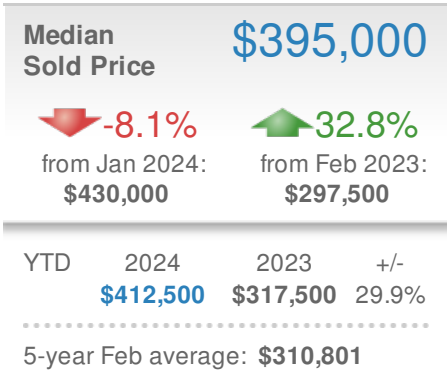 Median $395,000
Sold Price
-8.1% 32.8%
from Jan 2024: from Feb 2023:
$430,000 $297,500
YTD 2024 2023 +/-
$412,500 $317,500 29.9%
5-year Feb average: $310,801